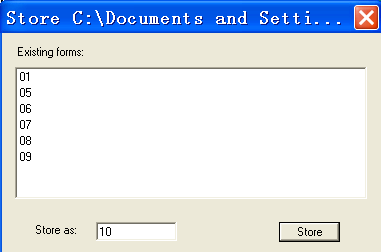 Store C:\Documents and Setti...
Existing forms:
01
05
06
07
08
09
Store as: 10 Store